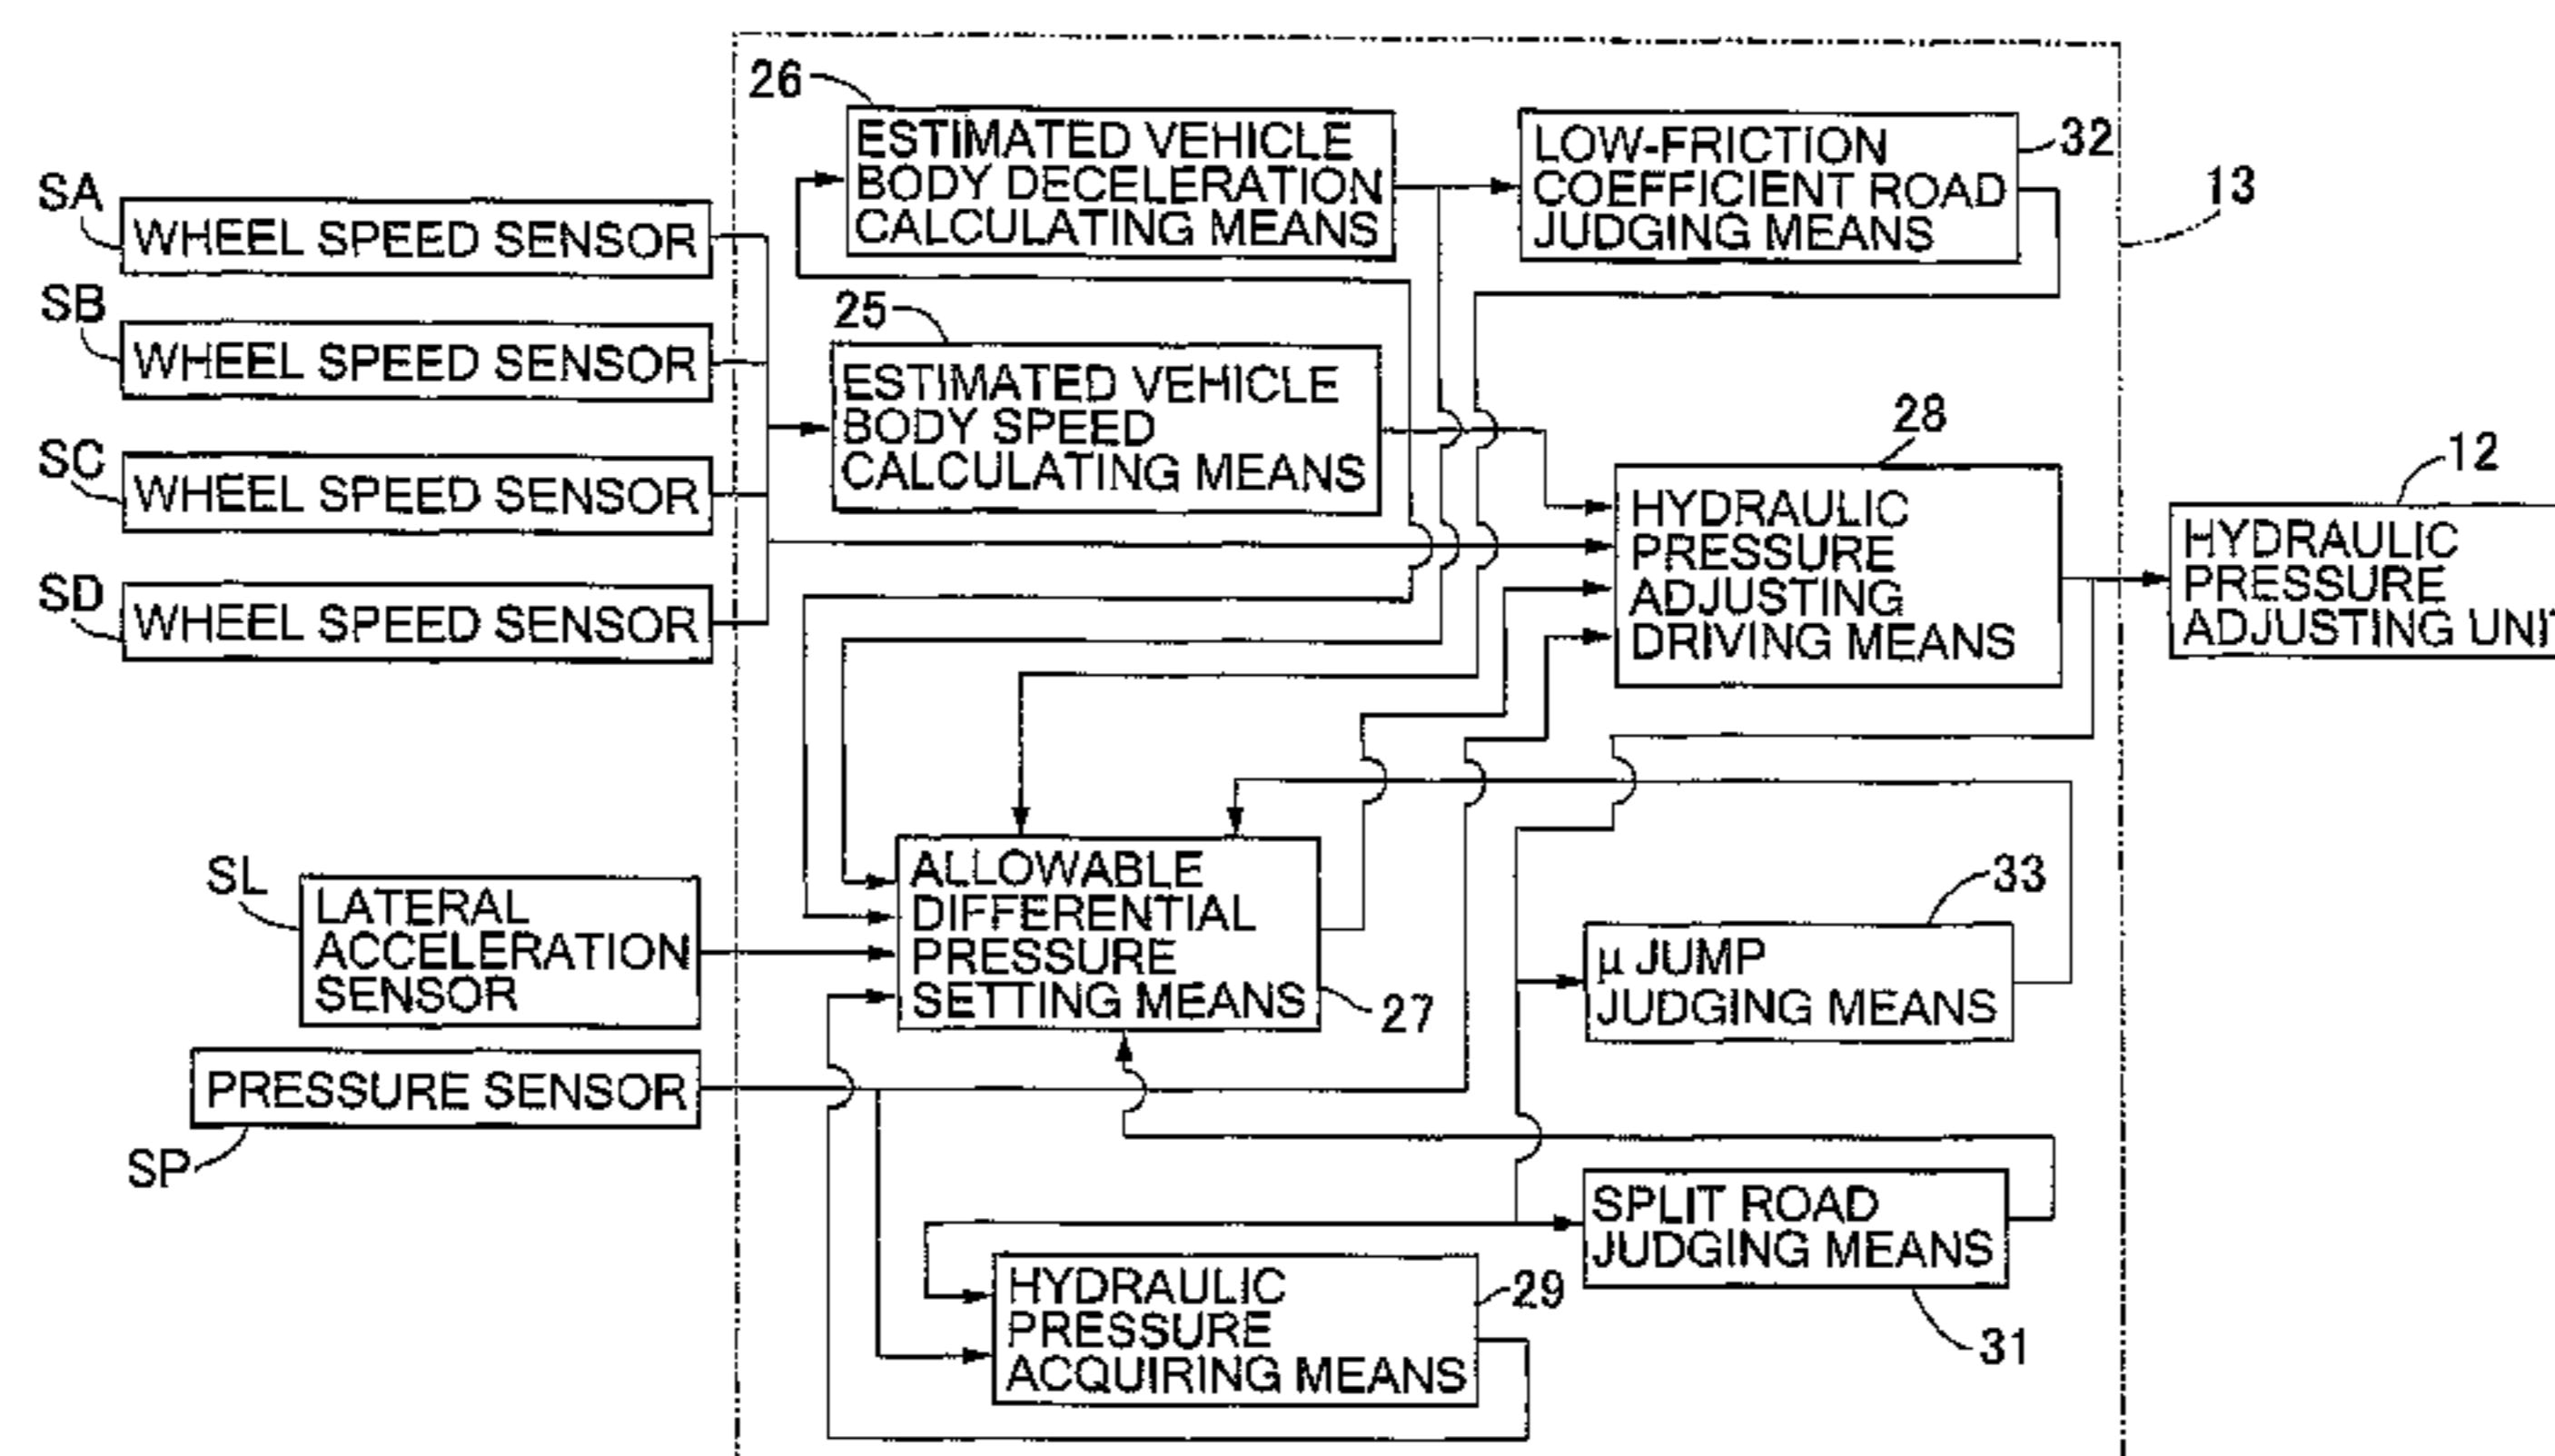 26
ESTIMATED VEHICLE
BODY DECELERATION
CALCULATING MEANS
LOW-FRICTION
COEFFICIENT ROAD
JUDGING MEANS
32
13
SA
WHEEL SPEED SENSOR
SB
WHEEL SPEED SENSOR
SC
WHEEL SPEED SENSOR
SD
WHEEL SPEED SENSOR
25
ESTIMATED VEHICLE
BODY SPEED
CALCULATING MEANS
28
HYDRAULIC
PRESSURE
ADJUSTING
DRIVING MEANS
12
HYDRAULIC
PRESSURE
ADJUSTING UNIT
SL
LATERAL
ACCELERATION
SENSOR
PRESSURE SENSOR
SP
ALLOWABLE
DIFFERENTIAL
PRESSURE
SETTING MEANS
27
33
μ JUMP
JUDGING MEANS
SPLIT ROAD
JUDGING MEANS
31
HYDRAULIC
PRESSURE
ACQUIRING MEANS
29